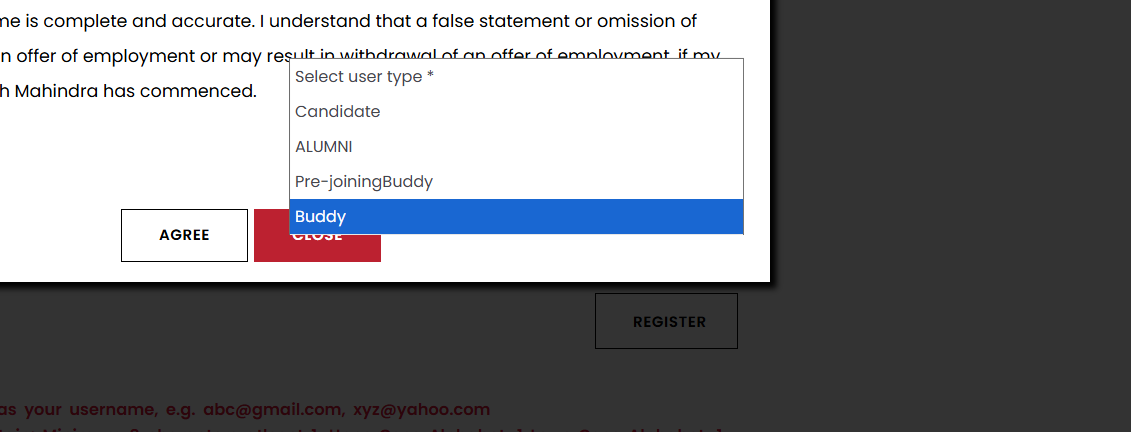 me is complete and accurate. I understand that a false statement or omission of
n offer of employment or may result in withdrawal of an offer of employment, if my
h Mahindra has commenced.
Select user type *
Candidate
ALUMNI
Pre-joiningBuddy
Buddy
AGREE
CLOSE
REGISTER
as your username, e.g. abc@gmail.com, xyz@yahoo.com